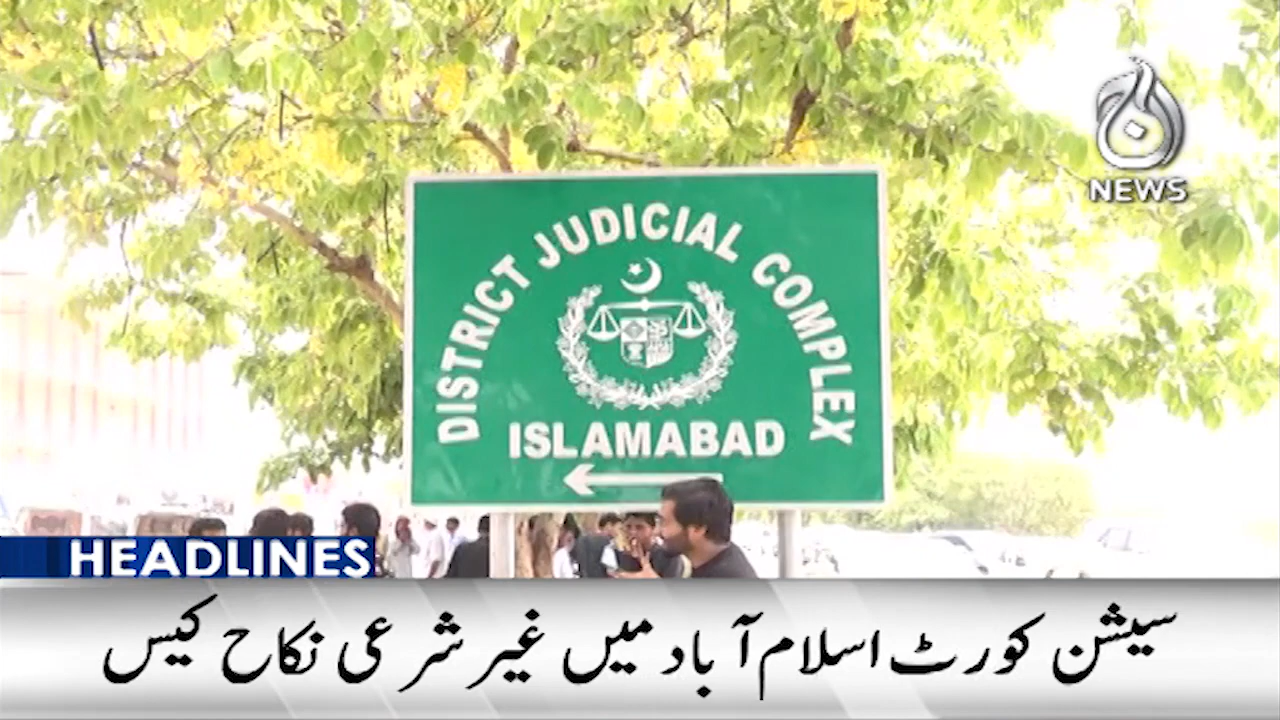 NEWS
DISTRICT JUDICIAL COMPLEX
ISLAMABAD
HEADLINES
سیشن کورٹ اسلام آباد میں غیر شرعی نکاح کیس